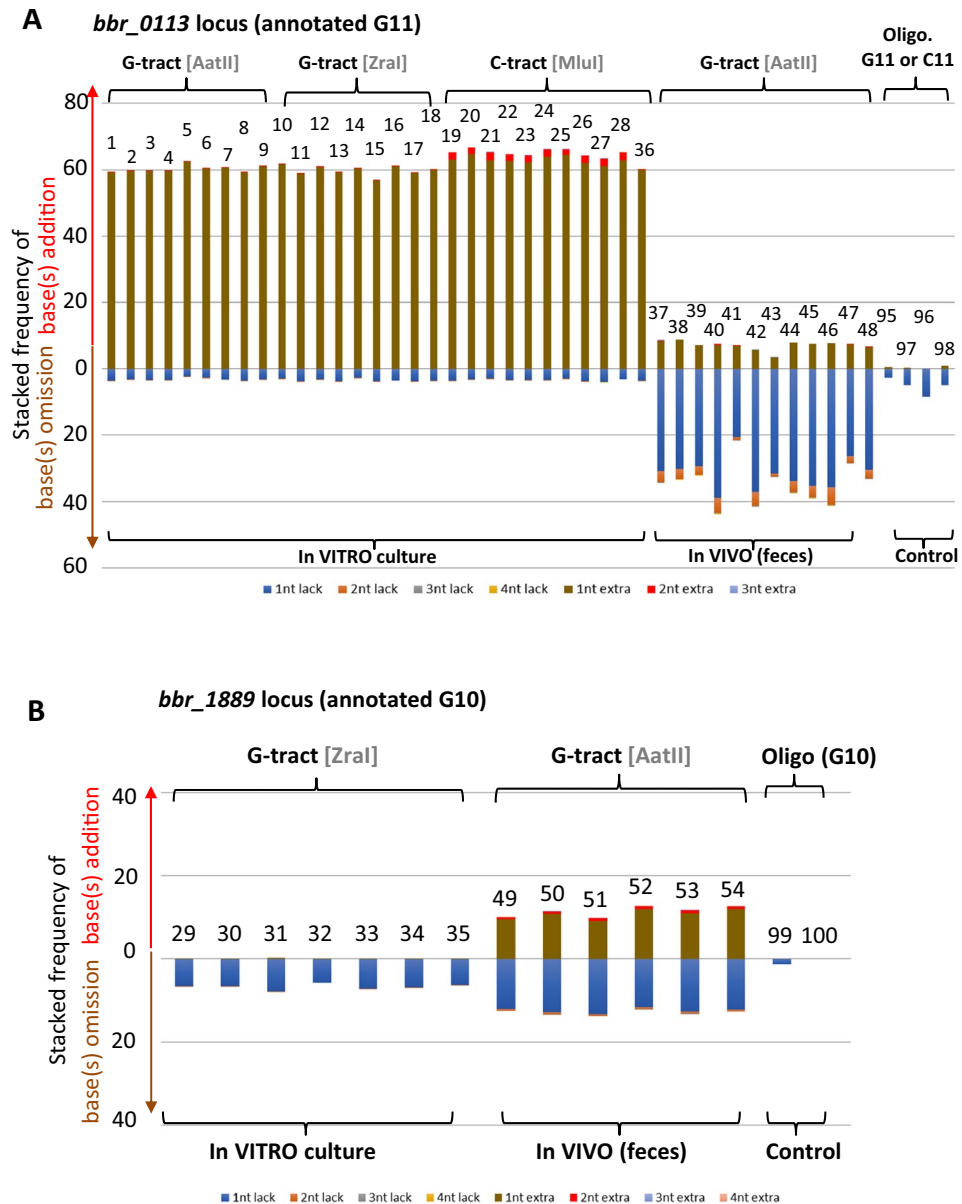 A
bbr_0113 locus (annotated G11)
Oligo.
G11 or C11
G-tract [AatII] G-tract [ZraI] C-tract [MluI] G-tract [AatII]
80
60
40
20
0
20
40
60
1 2 3 4 5 6 7 8 9 10 11 12 13 14 15 16 17 18 19 20 21 22 23 24 25 26 27 28 36
37 38 39 40 41 42 43 44 45 46 47 48 95 97 96 98
Stacked frequency of
base(s) omission base(s) addition
In VITRO culture In VIVO (feces) Control
1nt lack 2nt lack 3nt lack 4nt lack 1nt extra 2nt extra 3nt extra
B
bbr_1889 locus (annotated G10)
G-tract [ZraI] G-tract [AatII] Oligo (G10)
40
20
0
20
40
29 30 31 32 33 34 35 49 50 51 52 53 54 99 100
Stacked frequency of
base(s) omission base(s) addition
In VITRO culture In VIVO (feces) Control
1nt lack 2nt lack 3nt lack 4nt lack 1nt extra 2nt extra 3nt extra 4nt extra